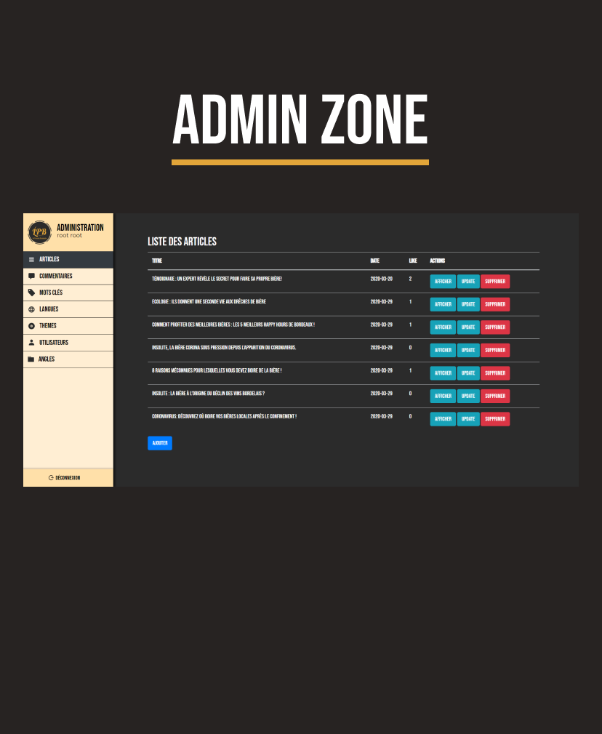 ADMIN ZONE
LPB
ADMINISTRATION
root root
ARTICLES
COMMENTAIRES
MOTS CLÉS
LANGUES
THEMES
UTILISATEURS
ANGLES
DÉCONNEXION
LISTE DES ARTICLES
TITRE DATE LIKE ACTIONS
TÉMOIGNAGE : UN EXPERT RÉVÈLE LE SECRET POUR FAIRE SA PROPRE BIÈRE! 2020-03-20 2 AFFICHER UPDATE SUPPRIMER
ECOLOGIE : ILS DONNENT UNE SECONDE VIE AUX DRÊCHES DE BIÈRE 2020-03-29 1 AFFICHER UPDATE SUPPRIMER
COMMENT PROFITER DES MEILLEURES BIÈRES : LES 5 MEILLEURS HAPPY HOURS DE BORDEAUX ! 2020-03-29 1 AFFICHER UPDATE SUPPRIMER
INSOLITE, LA BIÈRE CORONA SOUS PRESSION DEPUIS L'APPARITION DU CORONAVIRUS. 2020-03-29 0 AFFICHER UPDATE SUPPRIMER
8 RAISONS MÉCONNUES POUR LESQUELLES VOUS DEVEZ BOIRE DE LA BIÈRE ! 2020-03-29 1 AFFICHER UPDATE SUPPRIMER
INSOLITE : LA BIÈRE À L'ORIGINE DU DÉCLIN DES VINS BORDELAIS ? 2020-03-29 0 AFFICHER UPDATE SUPPRIMER
CORONAVIRUS: DÉCOUVREZ OÙ BOIRE VOS BIÈRES LOCALES APRÈS LE CONFINEMENT ! 2020-03-29 0 AFFICHER UPDATE SUPPRIMER
AJOUTER